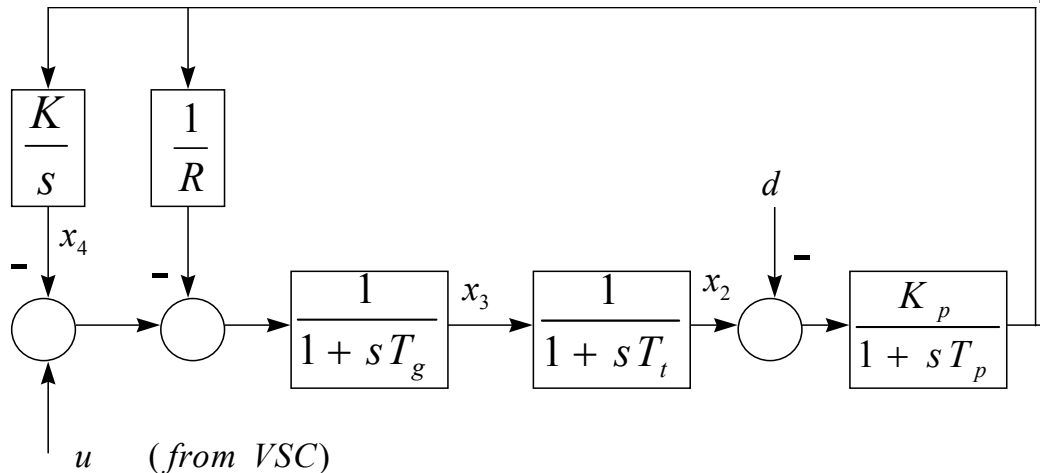 K
s
1
R
d
x4
-
-
-
1
1 + sTg
x3
1
1 + sTt
x2
Kp
1 + sTp
u (from VSC)